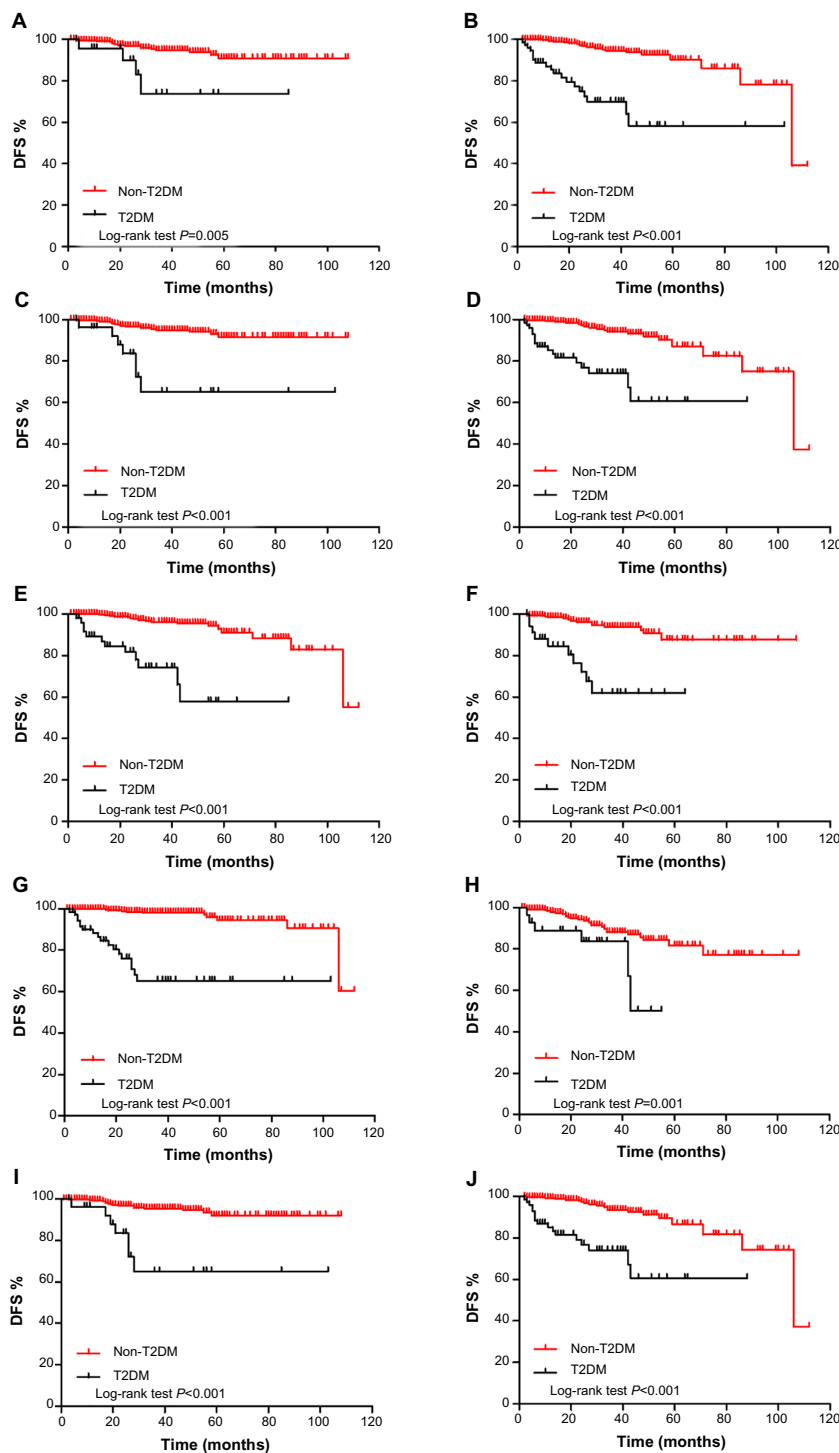 A
100
80
60
40
20
0
DFS %
Non-T2DM
T2DM
Log-rank test P=0.005
0 20 40 60 80 100 120
Time (months)
B
100
80
60
40
20
0
DFS %
Non-T2DM
T2DM
Log-rank test P<0.001
0 20 40 60 80 100 120
Time (months)
C
100
80
60
40
20
0
DFS %
Non-T2DM
T2DM
Log-rank test P<0.001
0 20 40 60 80 100 120
Time (months)
D
100
80
60
40
20
0
DFS %
Non-T2DM
T2DM
Log-rank test P<0.001
0 20 40 60 80 100 120
Time (months)
E
100
80
60
40
20
0
DFS %
Non-T2DM
T2DM
Log-rank test P<0.001
0 20 40 60 80 100 120
Time (months)
F
100
80
60
40
20
0
DFS %
Non-T2DM
T2DM
Log-rank test P<0.001
0 20 40 60 80 100 120
Time (months)
G
100
80
60
40
20
0
DFS %
Non-T2DM
T2DM
Log-rank test P<0.001
0 20 40 60 80 100 120
Time (months)
H
100
80
60
40
20
0
DFS %
Non-T2DM
T2DM
Log-rank test P=0.001
0 20 40 60 80 100 120
Time (months)
I
100
80
60
40
20
0
DFS %
Non-T2DM
T2DM
Log-rank test P<0.001
0 20 40 60 80 100 120
Time (months)
J
100
80
60
40
20
0
DFS %
Non-T2DM
T2DM
Log-rank test P<0.001
0 20 40 60 80 100 120
Time (months)